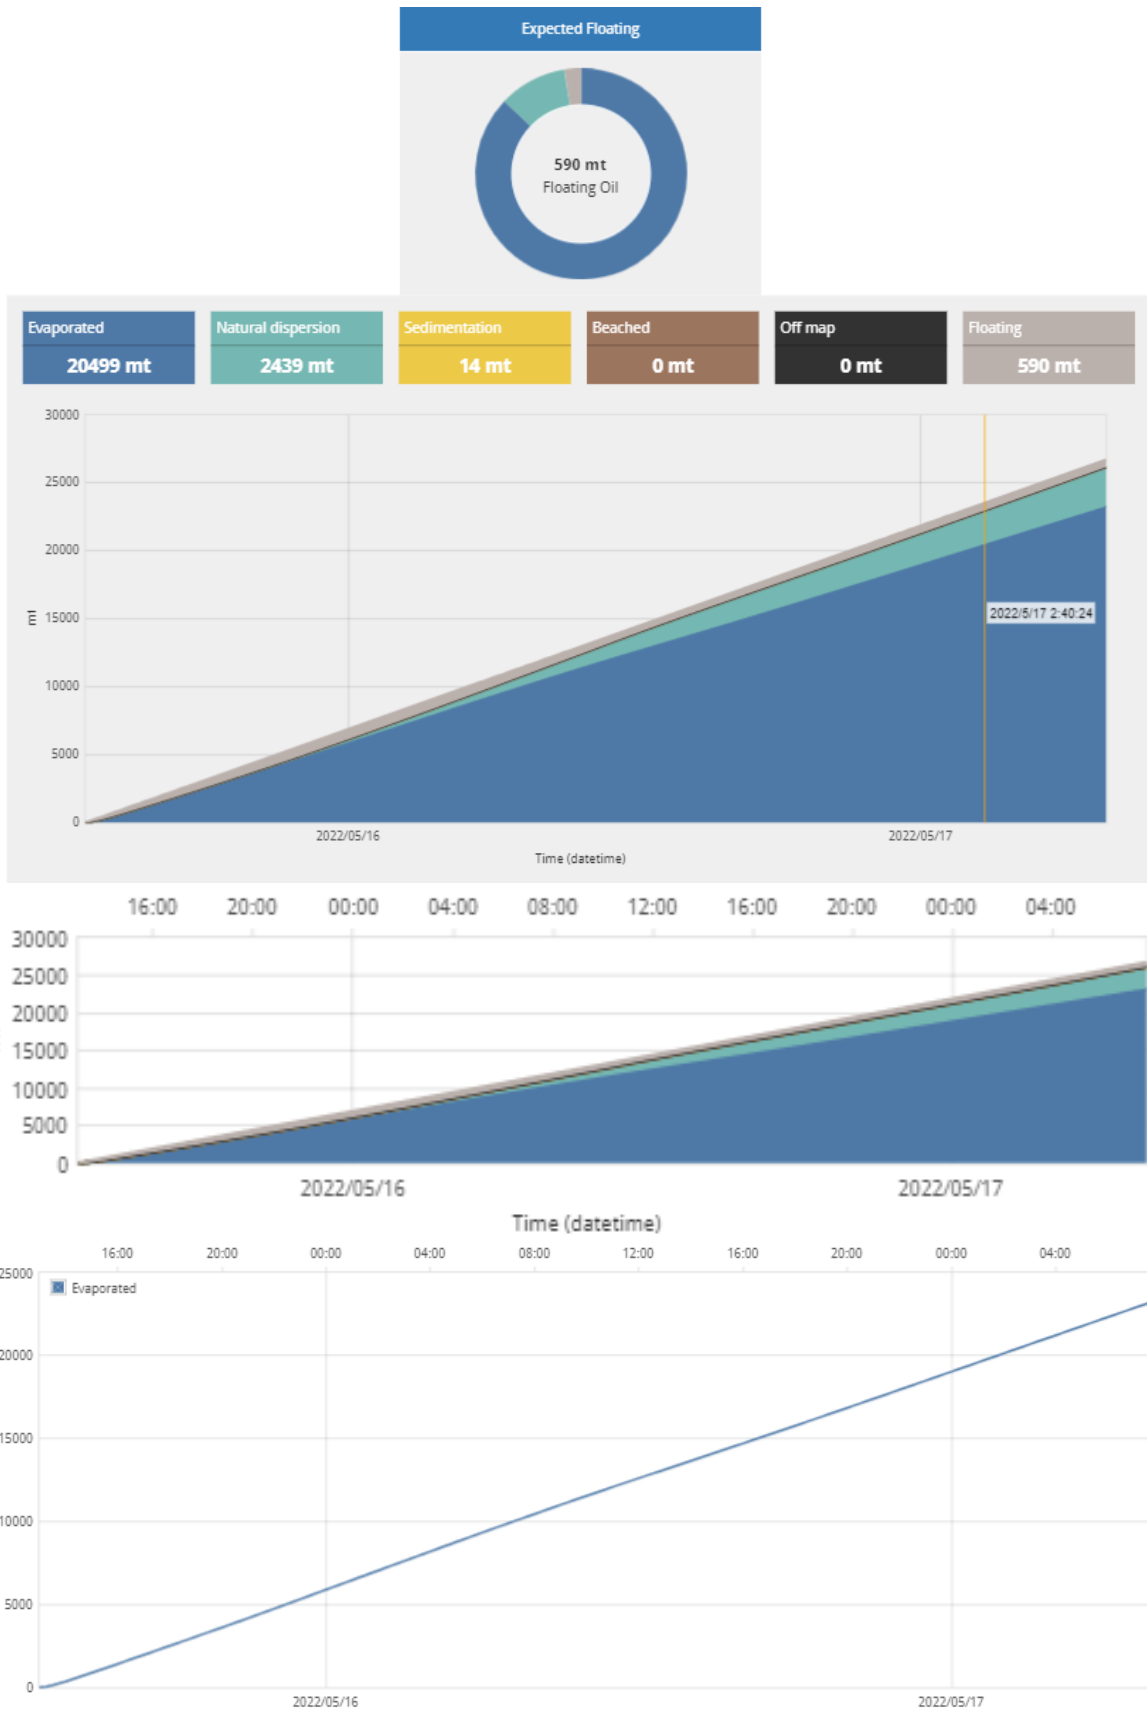 Expected Floating
590 mt
Floating Oil
Evaporated
20499 mt
Natural dispersion
2439 mt
Sedimentation
14 mt
Beached
0 mt
Off map
0 mt
Floating
590 mt
30000
25000
20000
15000
10000
5000
0
mt
2022/5/17 2:40:24
2022/05/16 2022/05/17
Time (datetime)
16:00 20:00 00:00 04:00 08:00 12:00 16:00 20:00 00:00 04:00
30000
25000
20000
15000
10000
5000
0
2022/05/16 2022/05/17
Time (datetime)
16:00 20:00 00:00 04:00 08:00 12:00 16:00 20:00 00:00 04:00
25000
Evaporated
20000
15000
10000
5000
0
2022/05/16 2022/05/17